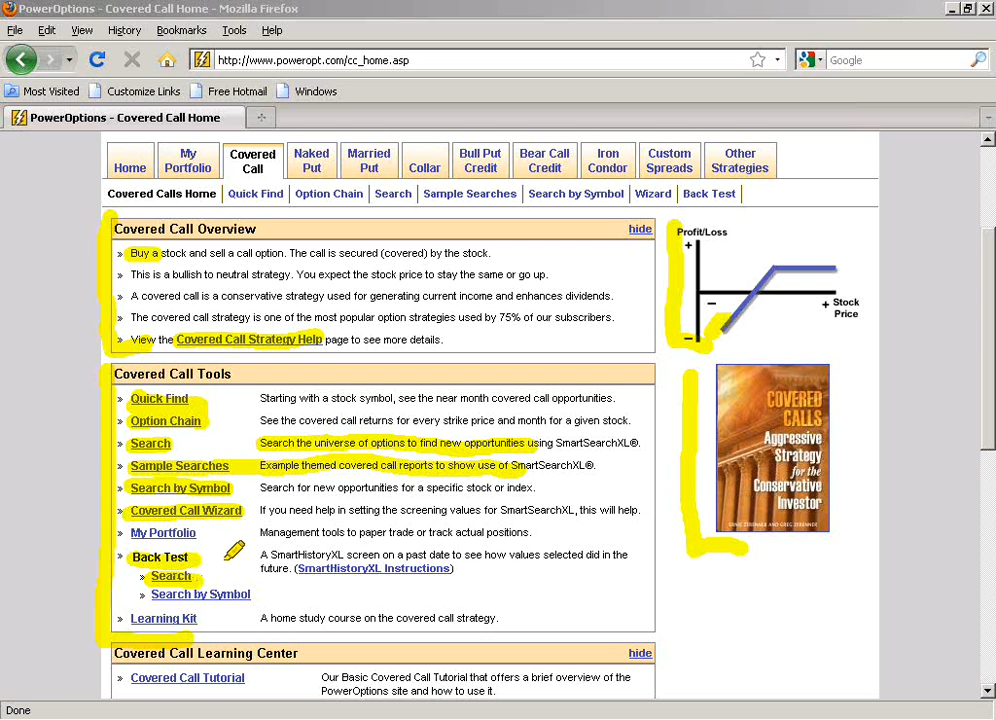 PowerOptions - Covered Call Home - Mozilla Firefox
File Edit View History Bookmarks Tools Help
http://www.poweropt.com/cc_home.asp Google
Most Visited Customize Links Free Hotmail Windows
PowerOptions - Covered Call Home
Home My Portfolio Covered Call Naked Put Married Put Collar Bull Put Credit Bear Call Credit Iron Condor Custom Spreads Other Strategies
Covered Calls Home Quick Find Option Chain Search Sample Searches Search by Symbol Wizard Back Test
Covered Call Overview hide
» Buy a stock and sell a call option. The call is secured (covered) by the stock.
» This is a bullish to neutral strategy. You expect the stock price to stay the same or go up.
» A covered call is a conservative strategy used for generating current income and enhances dividends.
» The covered call strategy is one of the most popular option strategies used by 75% of our subscribers.
» View the Covered Call Strategy Help page to see more details.
Profit/Loss
+
−
+ Stock
Price
−
Covered Call Tools
» Quick Find Starting with a stock symbol, see the near month covered call opportunities.
» Option Chain See the covered call returns for every strike price and month for a given stock.
» Search Search the universe of options to find new opportunities using SmartSearchXL®.
» Sample Searches Example themed covered call reports to show use of SmartSearchXL®.
» Search by Symbol Search for new opportunities for a specific stock or index.
» Covered Call Wizard If you need help in setting the screening values for SmartSearchXL, this will help.
» My Portfolio Management tools to paper trade or track actual positions.
» Back Test A SmartHistoryXL screen on a past date to see how values selected did in the
future. (SmartHistoryXL Instructions)
» Search
» Search by Symbol
» Learning Kit A home study course on the covered call strategy.
COVERED
CALLS
Aggressive
Strategy
for the
Conservative
Investor
Covered Call Learning Center hide
» Covered Call Tutorial Our Basic Covered Call Tutorial that offers a brief overview of the
PowerOptions site and how to use it.
Done